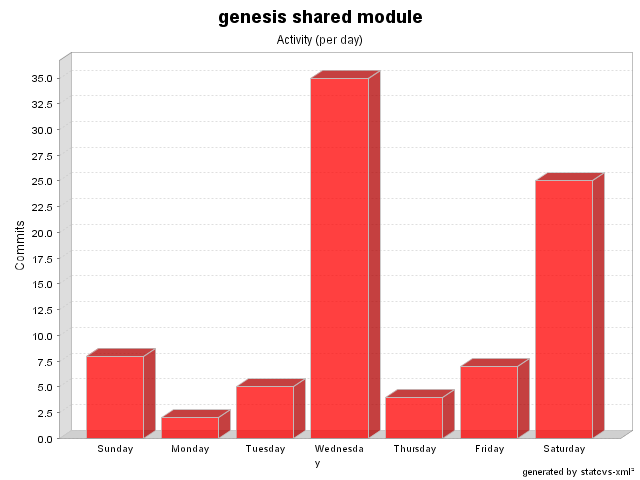 genesis shared module
Activity (per day)
Commits
35.0
32.5
30.0
27.5
25.0
22.5
20.0
17.5
15.0
12.5
10.0
7.5
5.0
2.5
0.0
Sunday Monday Tuesday Wednesda Thursday Friday Saturday
y
generated by statcvs-xml²